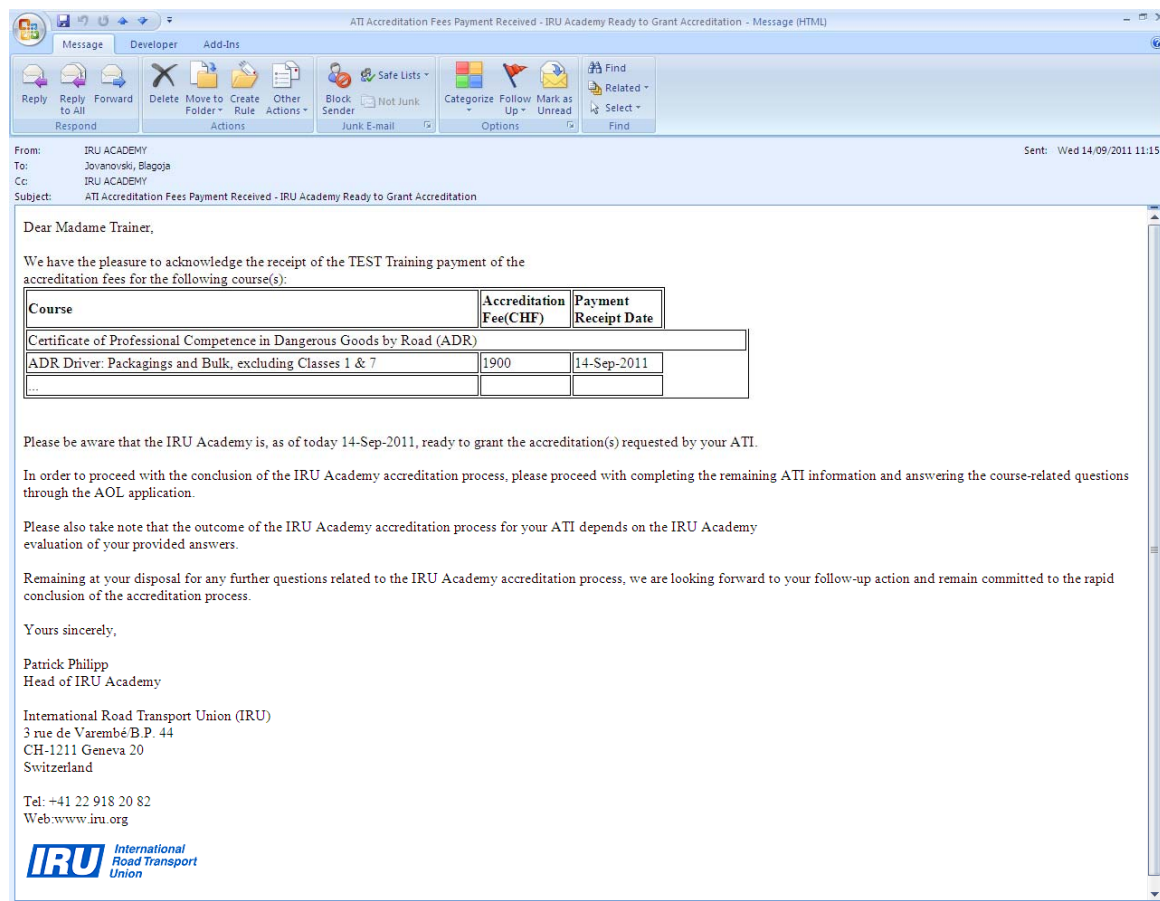 ATI Accreditation Fees Payment Received - IRU Academy Ready to Grant Accreditation - Message (HTML)
Message Developer Add-Ins
Reply Reply to All Forward Delete Move to Folder Create Rule Other Actions Block Sender Safe Lists Not Junk Categorize Follow Up Mark as Unread Find Related Select
Respond Actions Junk E-mail Options Find
From: IRU ACADEMY Sent: Wed 14/09/2011 11:15
To: Jovanovski, Blagoja
Cc: IRU ACADEMY
Subject: ATI Accreditation Fees Payment Received - IRU Academy Ready to Grant Accreditation
Dear Madame Trainer,
We have the pleasure to acknowledge the receipt of the TEST Training payment of the
accreditation fees for the following course(s):
Course Accreditation Fee(CHF) Payment Receipt Date
Certificate of Professional Competence in Dangerous Goods by Road (ADR)
ADR Driver: Packagings and Bulk, excluding Classes 1 & 7 1900 14-Sep-2011
...
Please be aware that the IRU Academy is, as of today 14-Sep-2011, ready to grant the accreditation(s) requested by your ATI.
In order to proceed with the conclusion of the IRU Academy accreditation process, please proceed with completing the remaining ATI information and answering the course-related questions
through the AOL application.
Please also take note that the outcome of the IRU Academy accreditation process for your ATI depends on the IRU Academy
evaluation of your provided answers.
Remaining at your disposal for any further questions related to the IRU Academy accreditation process, we are looking forward to your follow-up action and remain committed to the rapid
conclusion of the accreditation process.
Yours sincerely,
Patrick Philipp
Head of IRU Academy
International Road Transport Union (IRU)
3 rue de Varembé/B.P. 44
CH-1211 Geneva 20
Switzerland
Tel: +41 22 918 20 82
Web:www.iru.org
IRU International
Road Transport
Union